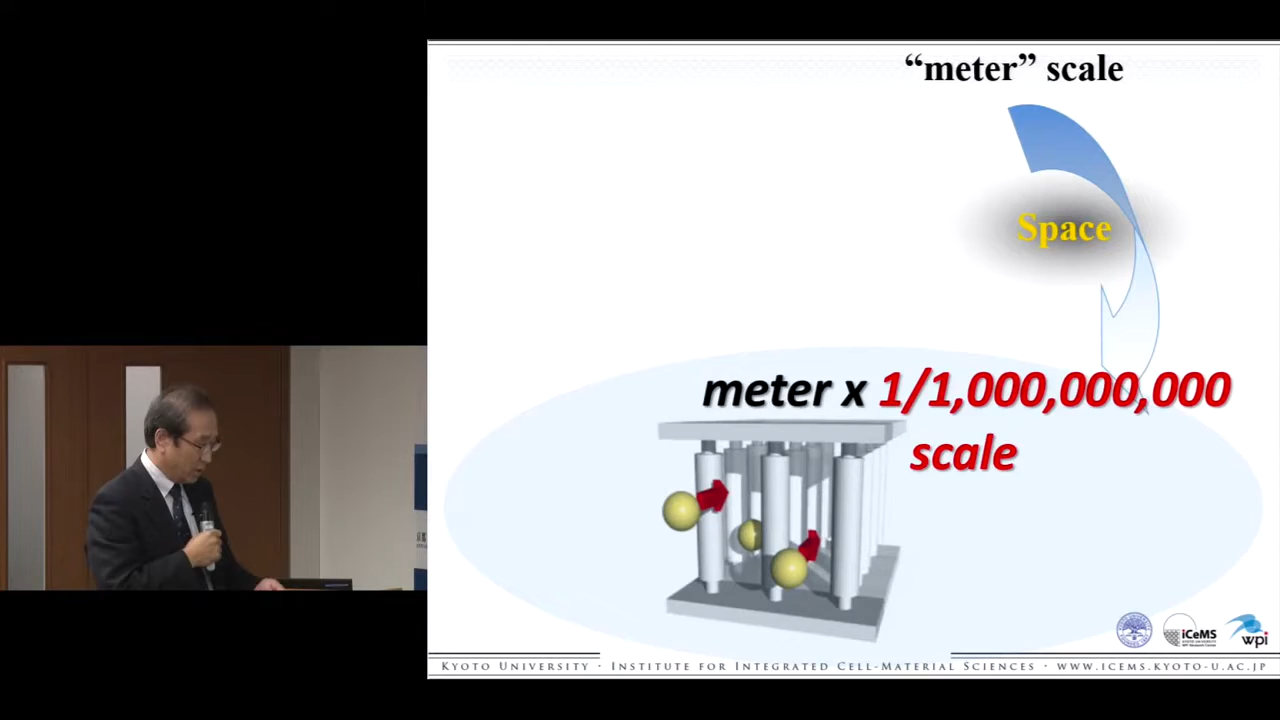 “meter” scale
Space
meter x 1/1,000,000,000
scale
iCeMS
wpi
KYOTO UNIVERSITY · INSTITUTE FOR INTEGRATED CELL-MATERIAL SCIENCES · WWW.ICEMS.KYOTO-U.AC.JP